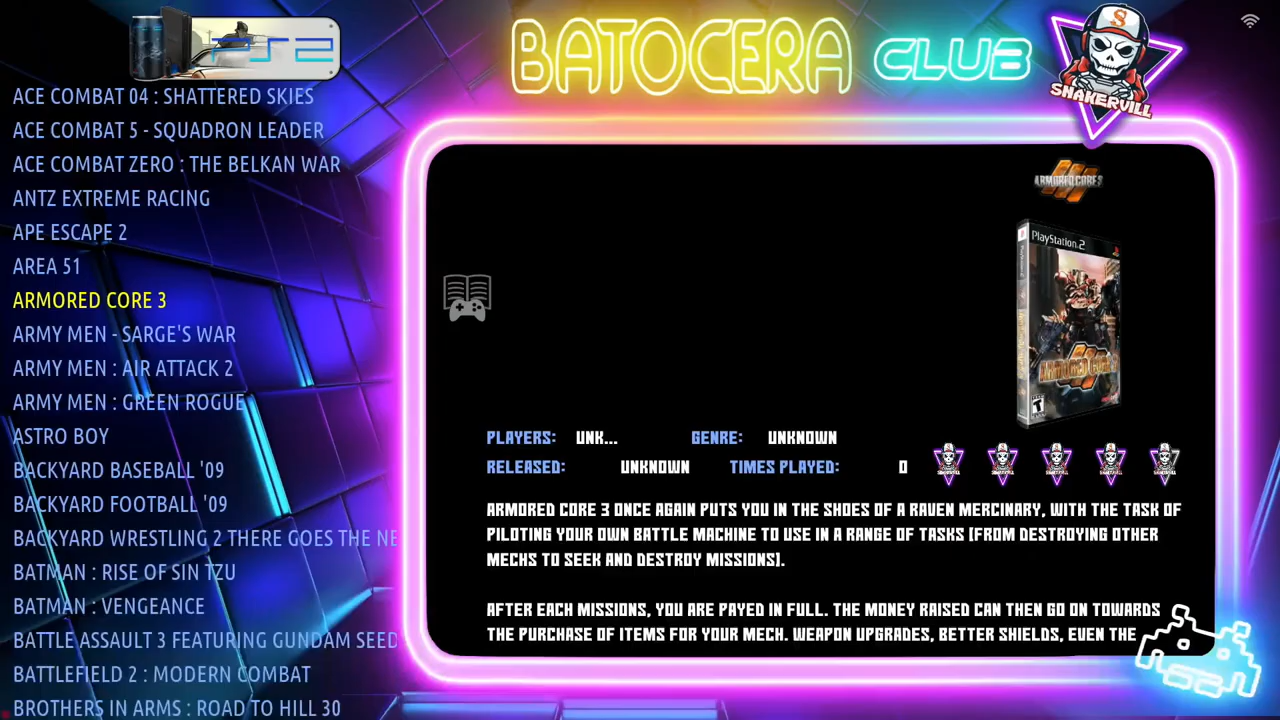 PS2
BATOCERA CLUB
SNAKERVILL
ACE COMBAT 04 : SHATTERED SKIES
ACE COMBAT 5 - SQUADRON LEADER
ACE COMBAT ZERO : THE BELKAN WAR
ANTZ EXTREME RACING
APE ESCAPE 2
AREA 51
ARMORED CORE 3
ARMY MEN - SARGE'S WAR
ARMY MEN : AIR ATTACK 2
ARMY MEN : GREEN ROGUE
ASTRO BOY
BACKYARD BASEBALL '09
BACKYARD FOOTBALL '09
BACKYARD WRESTLING 2 THERE GOES THE NE
BATMAN : RISE OF SIN TZU
BATMAN : VENGEANCE
BATTLE ASSAULT 3 FEATURING GUNDAM SEED
BATTLEFIELD 2 : MODERN COMBAT
BROTHERS IN ARMS : ROAD TO HILL 30
ARMORED CORE 3
PlayStation.2
ARMORED CORE 3
T
PLAYERS: UNK... GENRE: UNKNOWN
RELEASED: UNKNOWN TIMES PLAYED: 0
ARMORED CORE 3 ONCE AGAIN PUTS YOU IN THE SHOES OF A RAVEN MERCINARY, WITH THE TASK OF
PILOTING YOUR OWN BATTLE MACHINE TO USE IN A RANGE OF TASKS (FROM DESTROYING OTHER
MECHS TO SEEK AND DESTROY MISSIONS).
AFTER EACH MISSIONS, YOU ARE PAYED IN FULL. THE MONEY RAISED CAN THEN GO ON TOWARDS
THE PURCHASE OF ITEMS FOR YOUR MECH. WEAPON UPGRADES, BETTER SHIELDS, EVEN THE